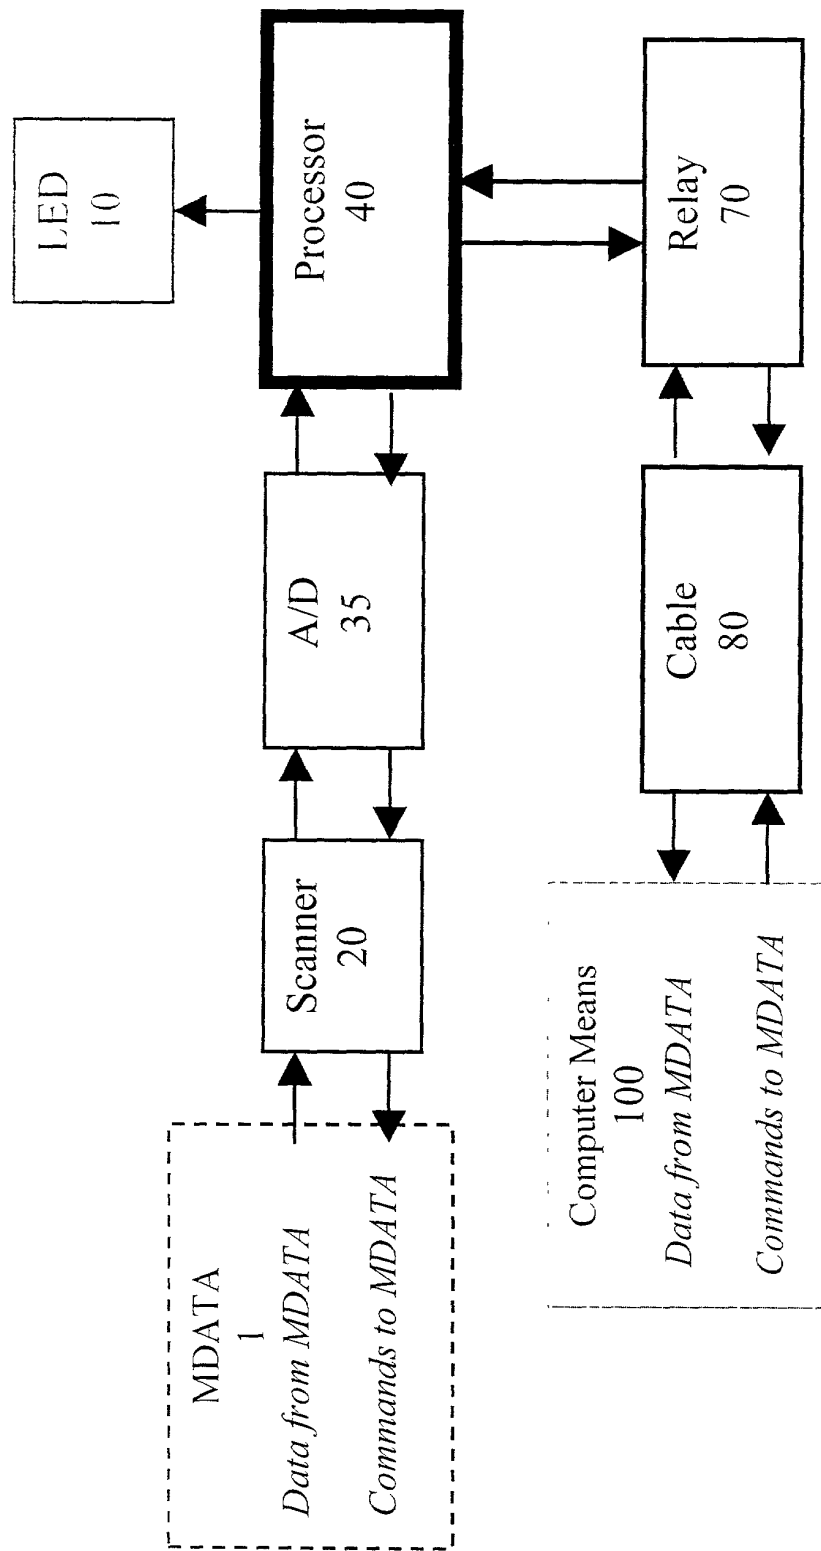 MDATA
1
Data from MDATA
Commands to MDATA
Scanner
20
A/D
35
Processor
40
LED
10
Computer Means
100
Data from MDATA
Commands to MDATA
Cable
80
Relay
70